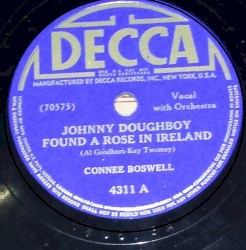 DECCA
MANUFACTURED BY DECCA RECORDS, INC., NEW YORK, U.S.A.
(70575)
Vocal
with Orchestra
JOHNNY DOUGHBOY
FOUND A ROSE IN IRELAND
(Al Goodhart-Kay Twomey)
CONNEE BOSWELL
4311 A